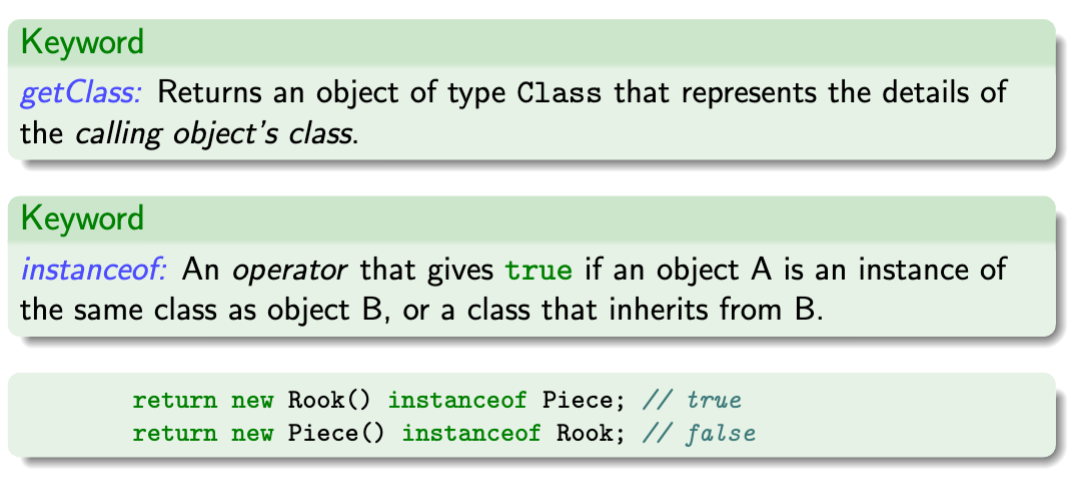 Keyword
getClass: Returns an object of type Class that represents the details of
the calling object's class.
Keyword
instanceof: An operator that gives true if an object A is an instance of
the same class as object B, or a class that inherits from B.
return new Rook() instanceof Piece; // true
return new Piece() instanceof Rook; // false